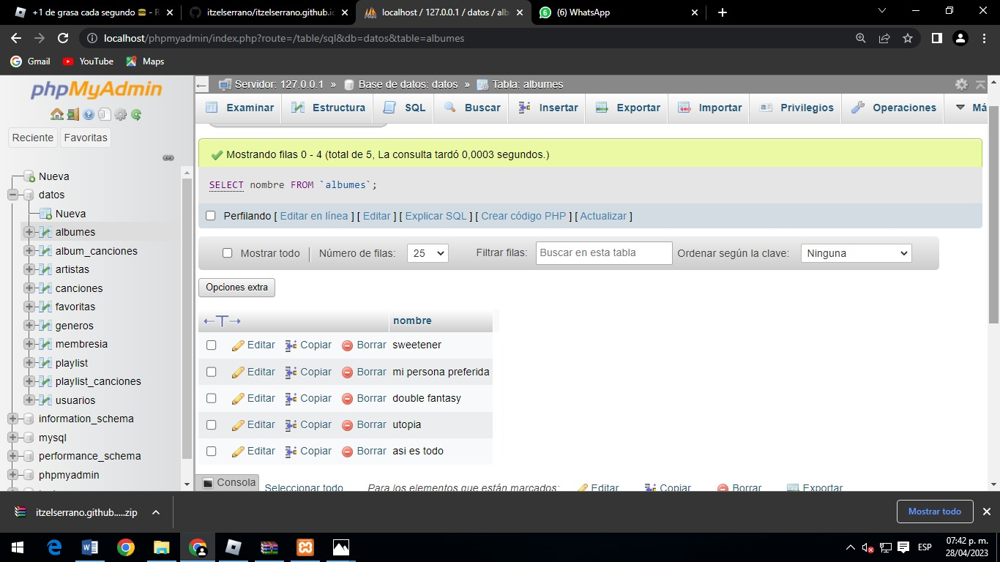 +1 de grasa cada segundo 🍔 - R
itzelserrano/itzelserrano.github.io
localhost / 127.0.0.1 / datos / alb
(6) WhatsApp
localhost/phpmyadmin/index.php?route=/table/sql&db=datos&table=albumes
Gmail
YouTube
Maps
phpMyAdmin
Reciente
Favoritas
Nueva
datos
Nueva
albumes
album_canciones
artistas
canciones
favoritas
generos
membresia
playlist
playlist_canciones
usuarios
information_schema
mysql
performance_schema
phpmyadmin
Servidor: 127.0.0.1 » Base de datos: datos » Tabla: albumes
Examinar Estructura SQL Buscar Insertar Exportar Importar Privilegios Operaciones Má
Mostrando filas 0 - 4 (total de 5, La consulta tardó 0,0003 segundos.)
SELECT nombre FROM `albumes`;
Perfilando [ Editar en línea ] [ Editar ] [ Explicar SQL ] [ Crear código PHP ] [ Actualizar ]
Mostrar todo | Número de filas: 25 Filtrar filas: Buscar en esta tabla Ordenar según la clave: Ninguna
Opciones extra
←T→ nombre
Editar Copiar Borrar sweetener
Editar Copiar Borrar mi persona preferida
Editar Copiar Borrar double fantasy
Editar Copiar Borrar utopia
Editar Copiar Borrar asi es todo
Consola
Seleccionar todo Para los elementos que están marcados: Editar Copiar Borrar Exportar
itzelserrano.github.....zip
Mostrar todo
ESP
07:42 p. m.
28/04/2023